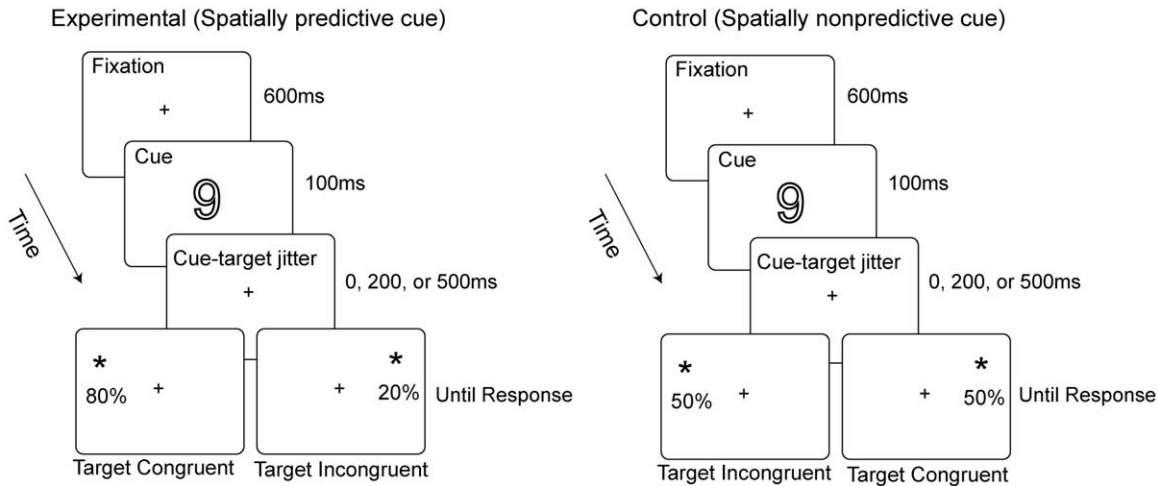 Experimental (Spatially predictive cue)
Fixation
+
600ms
Cue
9
100ms
Time
Cue-target jitter
+
0, 200, or 500ms
*
80%
+
*
+
20%
Until Response
Target Congruent
Target Incongruent
Control (Spatially nonpredictive cue)
Fixation
+
600ms
Cue
9
100ms
Time
Cue-target jitter
+
0, 200, or 500ms
*
50%
+
*
+
50%
Until Response
Target Incongruent
Target Congruent